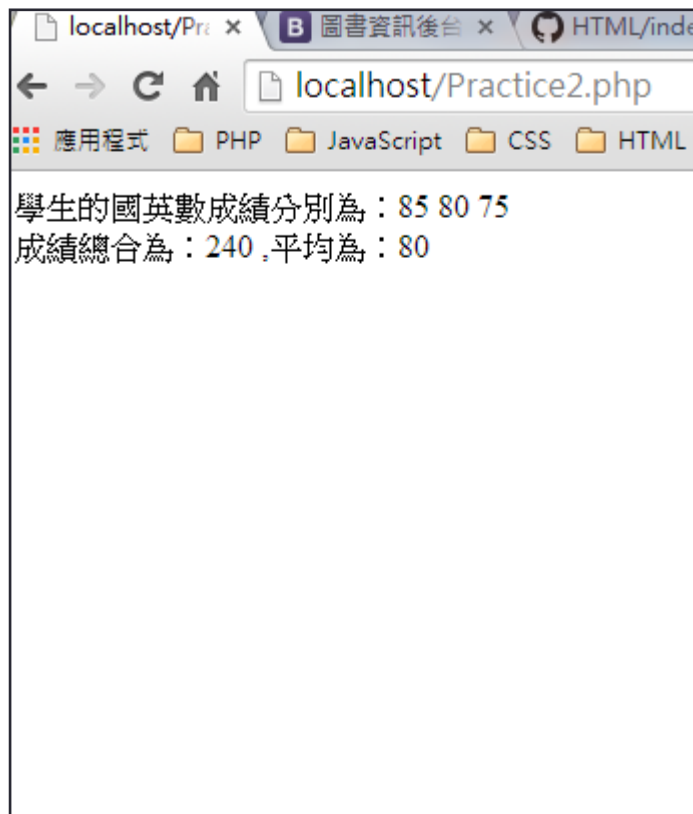 localhost/Pra
圖書資訊後台
HTML/inde
localhost/Practice2.php
應用程式 PHP JavaScript CSS HTML
學生的國英數成績分別為：85 80 75
成績總合為：240 ,平均為：80